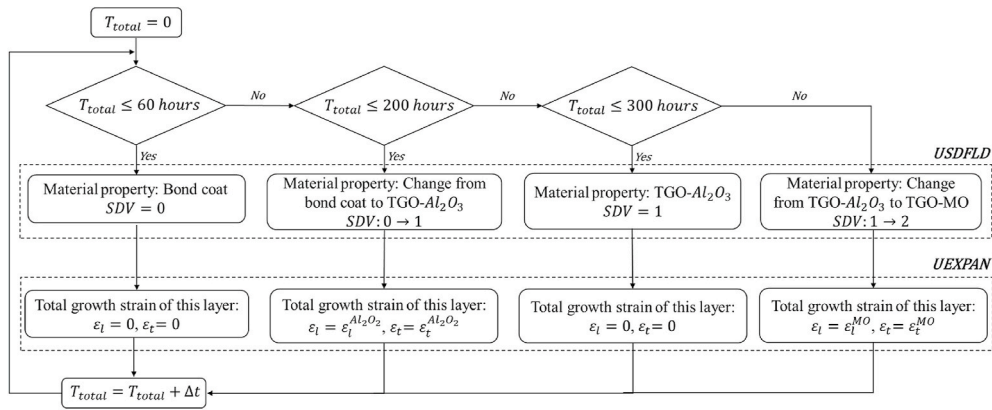 T_total = 0
T_total ≤ 60 hours
No
T_total ≤ 200 hours
No
T_total ≤ 300 hours
No
Yes
Yes
Yes
USDFLD
Material property: Bond coat
SDV = 0
Material property: Change from
bond coat to TGO-Al₂O₃
SDV: 0 → 1
Material property: TGO-Al₂O₃
SDV = 1
Material property: Change
from TGO-Al₂O₃ to TGO-MO
SDV: 1 → 2
UEXPAN
Total growth strain of this layer:
ε_l = 0, ε_t = 0
Total growth strain of this layer:
ε_l = ε_l^{Al₂O₂}, ε_t = ε_t^{Al₂O₂}
Total growth strain of this layer:
ε_l = 0, ε_t = 0
Total growth strain of this layer:
ε_l = ε_l^{MO}, ε_t = ε_t^{MO}
T_total = T_total + Δt